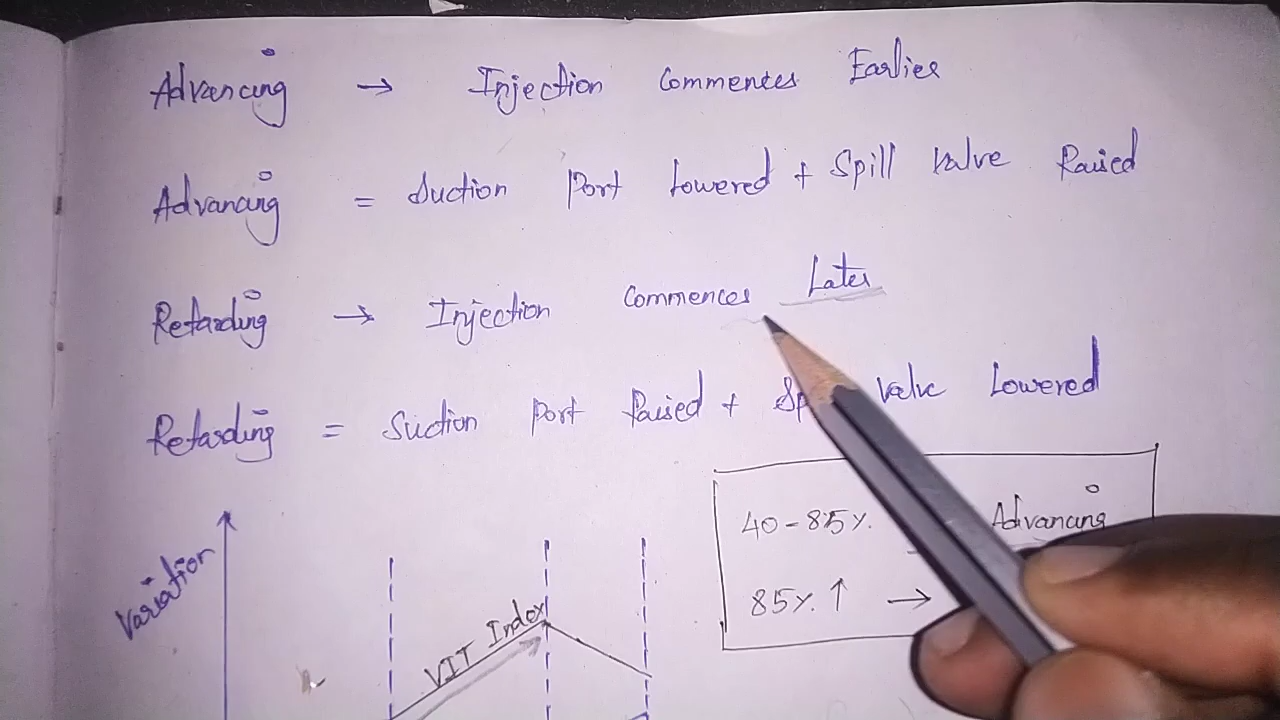 Advancing → Injection Commences Earlier
Advancing = Suction Port Lowered + Spill Valve Raised
Retarding → Injection Commences Later
Retarding = Suction Port Raised + Valve Lowered
40-85%. Advancing
85% ↑ →
Variation
VIT Index